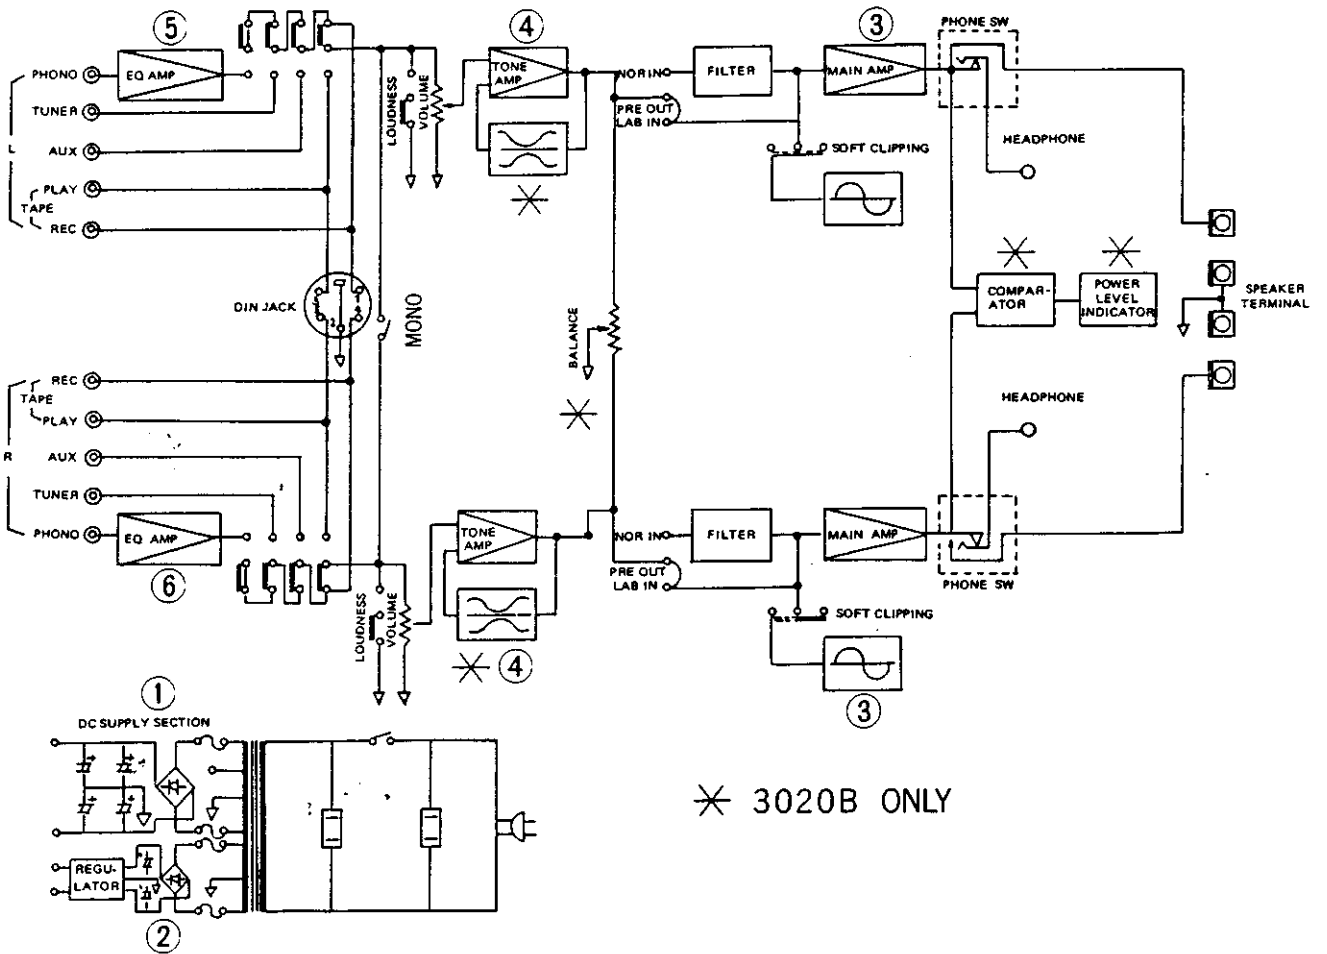 ⑤
④
③
PHONE SW
PHONO
EQ AMP
TONE
AMP
NOR IN
FILTER
MAIN AMP
LOUDNESS
VOLUME
TUNER
PRE OUT
LAB IN
L
AUX
SOFT CLIPPING
HEADPHONE
PLAY
TAPE
REC
DIN JACK
MONO
BALANCE
COMPAR-
ATOR
POWER
LEVEL
INDICATOR
SPEAKER
TERMINAL
REC
TAPE
PLAY
R
AUX
TUNER
PHONO
EQ AMP
TONE
AMP
NOR IN
FILTER
MAIN AMP
HEADPHONE
PRE OUT
LAB IN
PHONE SW
⑥
LOUDNESS
VOLUME
SOFT CLIPPING
④
③
①
DC SUPPLY SECTION
REGU-
LATOR
②
3020B ONLY